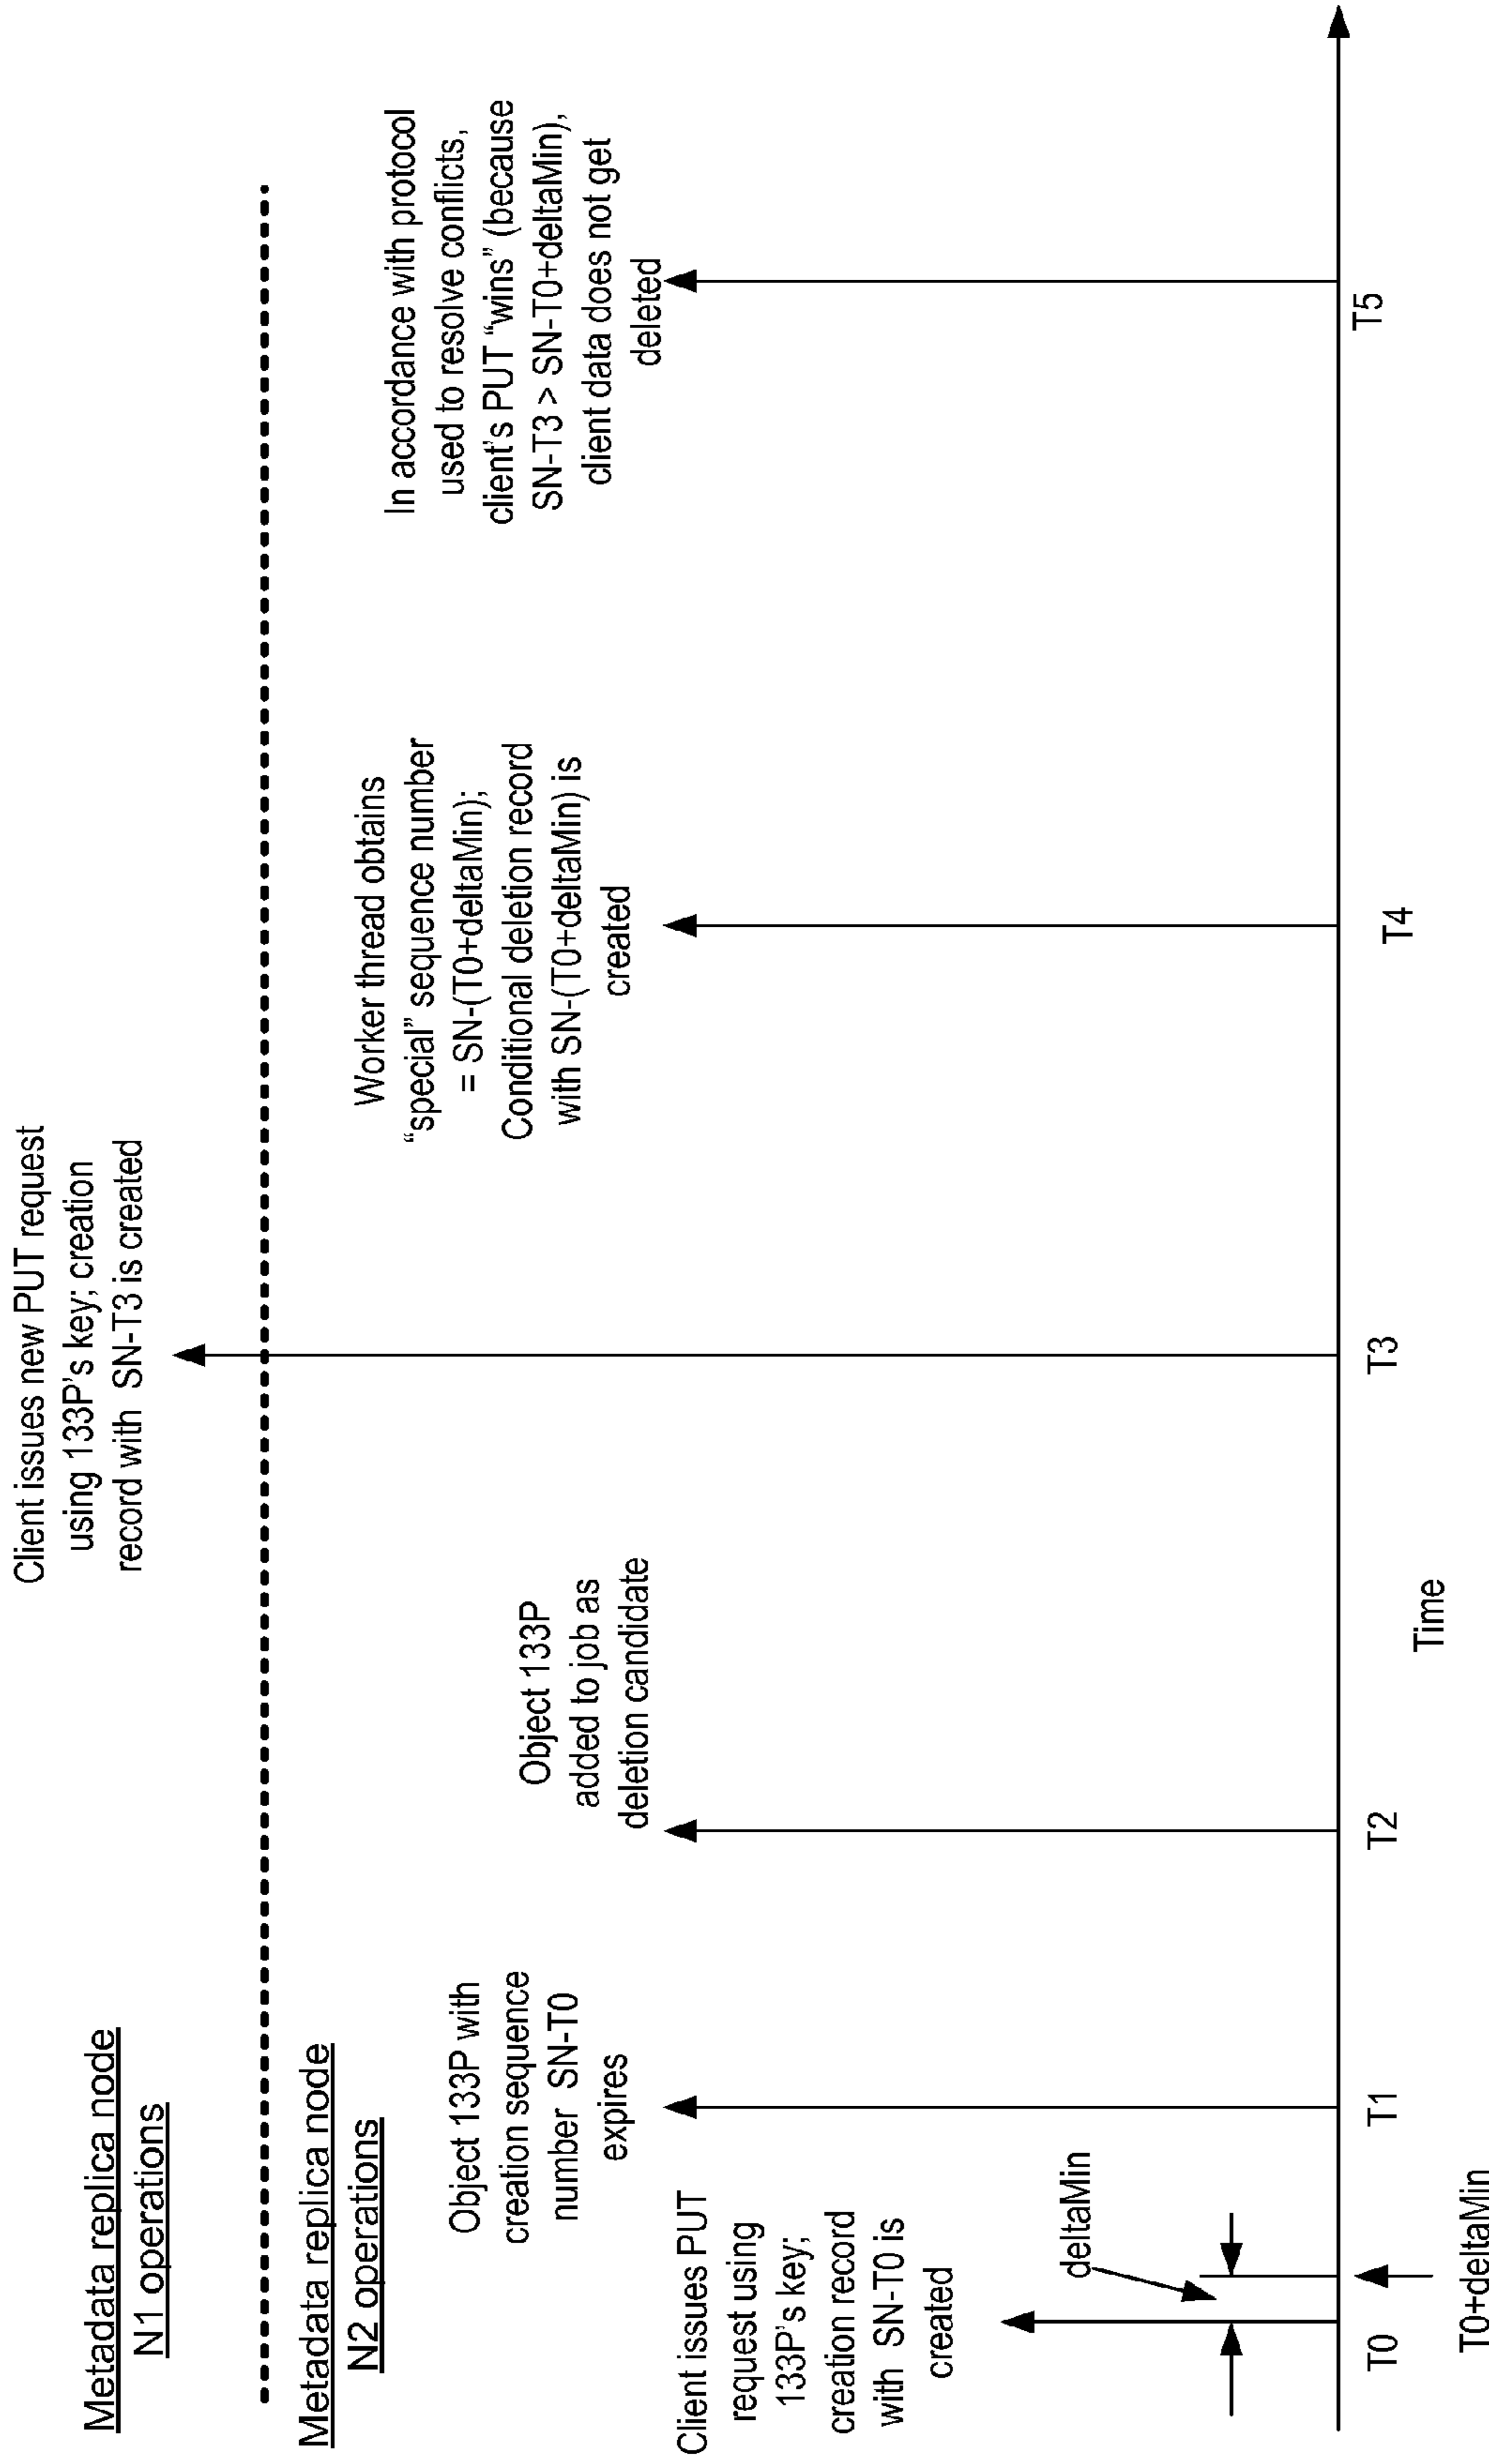 Metadata replica node
N1 operations
Client issues new PUT request
using 133P's key; creation
record with SN-T3 is created
Metadata replica node
N2 operations
Client issues PUT
request using
133P's key;
creation record
with SN-T0 is
created
deltaMin
Object 133P with
creation sequence
number SN-T0
expires
Object 133P
added to job as
deletion candidate
Worker thread obtains
“special” sequence number
= SN-(T0+deltaMin);
Conditional deletion record
with SN-(T0+deltaMin) is
created
In accordance with protocol
used to resolve conflicts,
client's PUT “wins” (because
SN-T3 > SN-T0+deltaMin),
client data does not get
deleted
T0
T1
T2
T3
T4
T5
T0+deltaMin
Time